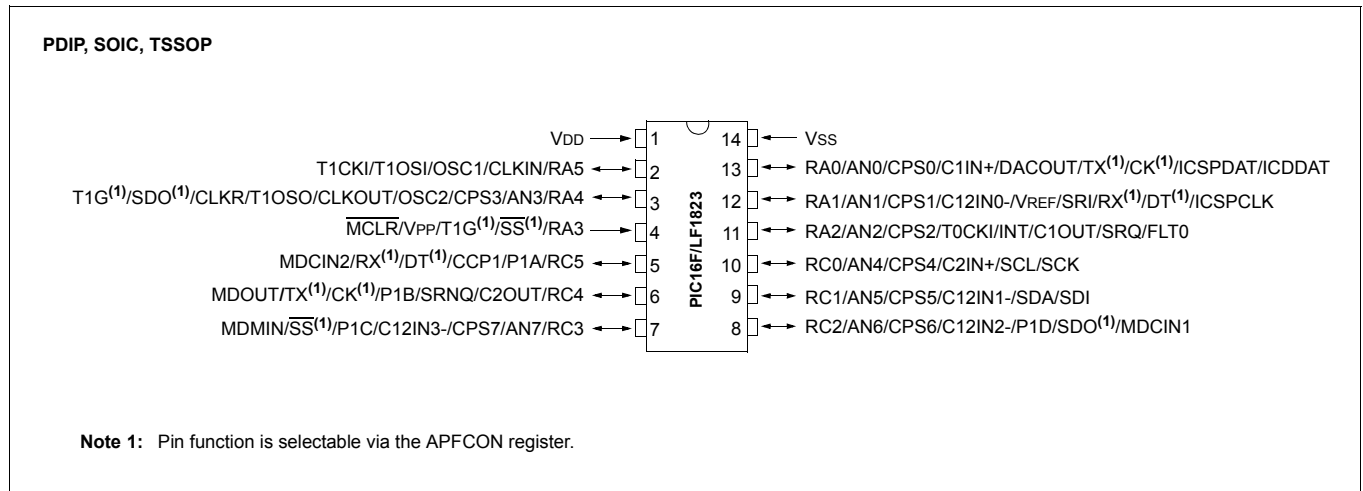 PDIP, SOIC, TSSOP
VDD 1 14 VSS
T1CKI/T1OSI/OSC1/CLKIN/RA5 2 13 RA0/AN0/CPS0/C1IN+/DACOUT/TX(1)/CK(1)/ICSPDAT/ICDDAT
T1G(1)/SDO(1)/CLKR/T1OSO/CLKOUT/OSC2/CPS3/AN3/RA4 3 12 RA1/AN1/CPS1/C12IN0-/VREF/SRI/RX(1)/DT(1)/ICSPCLK
MCLR/VPP/T1G(1)/SS(1)/RA3 4 11 RA2/AN2/CPS2/T0CKI/INT/C1OUT/SRQ/FLT0
MDCIN2/RX(1)/DT(1)/CCP1/P1A/RC5 5 10 RC0/AN4/CPS4/C2IN+/SCL/SCK
MDOUT/TX(1)/CK(1)/P1B/SRNQ/C2OUT/RC4 6 9 RC1/AN5/CPS5/C12IN1-/SDA/SDI
MDMIN/SS(1)/P1C/C12IN3-/CPS7/AN7/RC3 7 8 RC2/AN6/CPS6/C12IN2-/P1D/SDO(1)/MDCIN1
PIC16F/LF1823
Note 1: Pin function is selectable via the APFCON register.